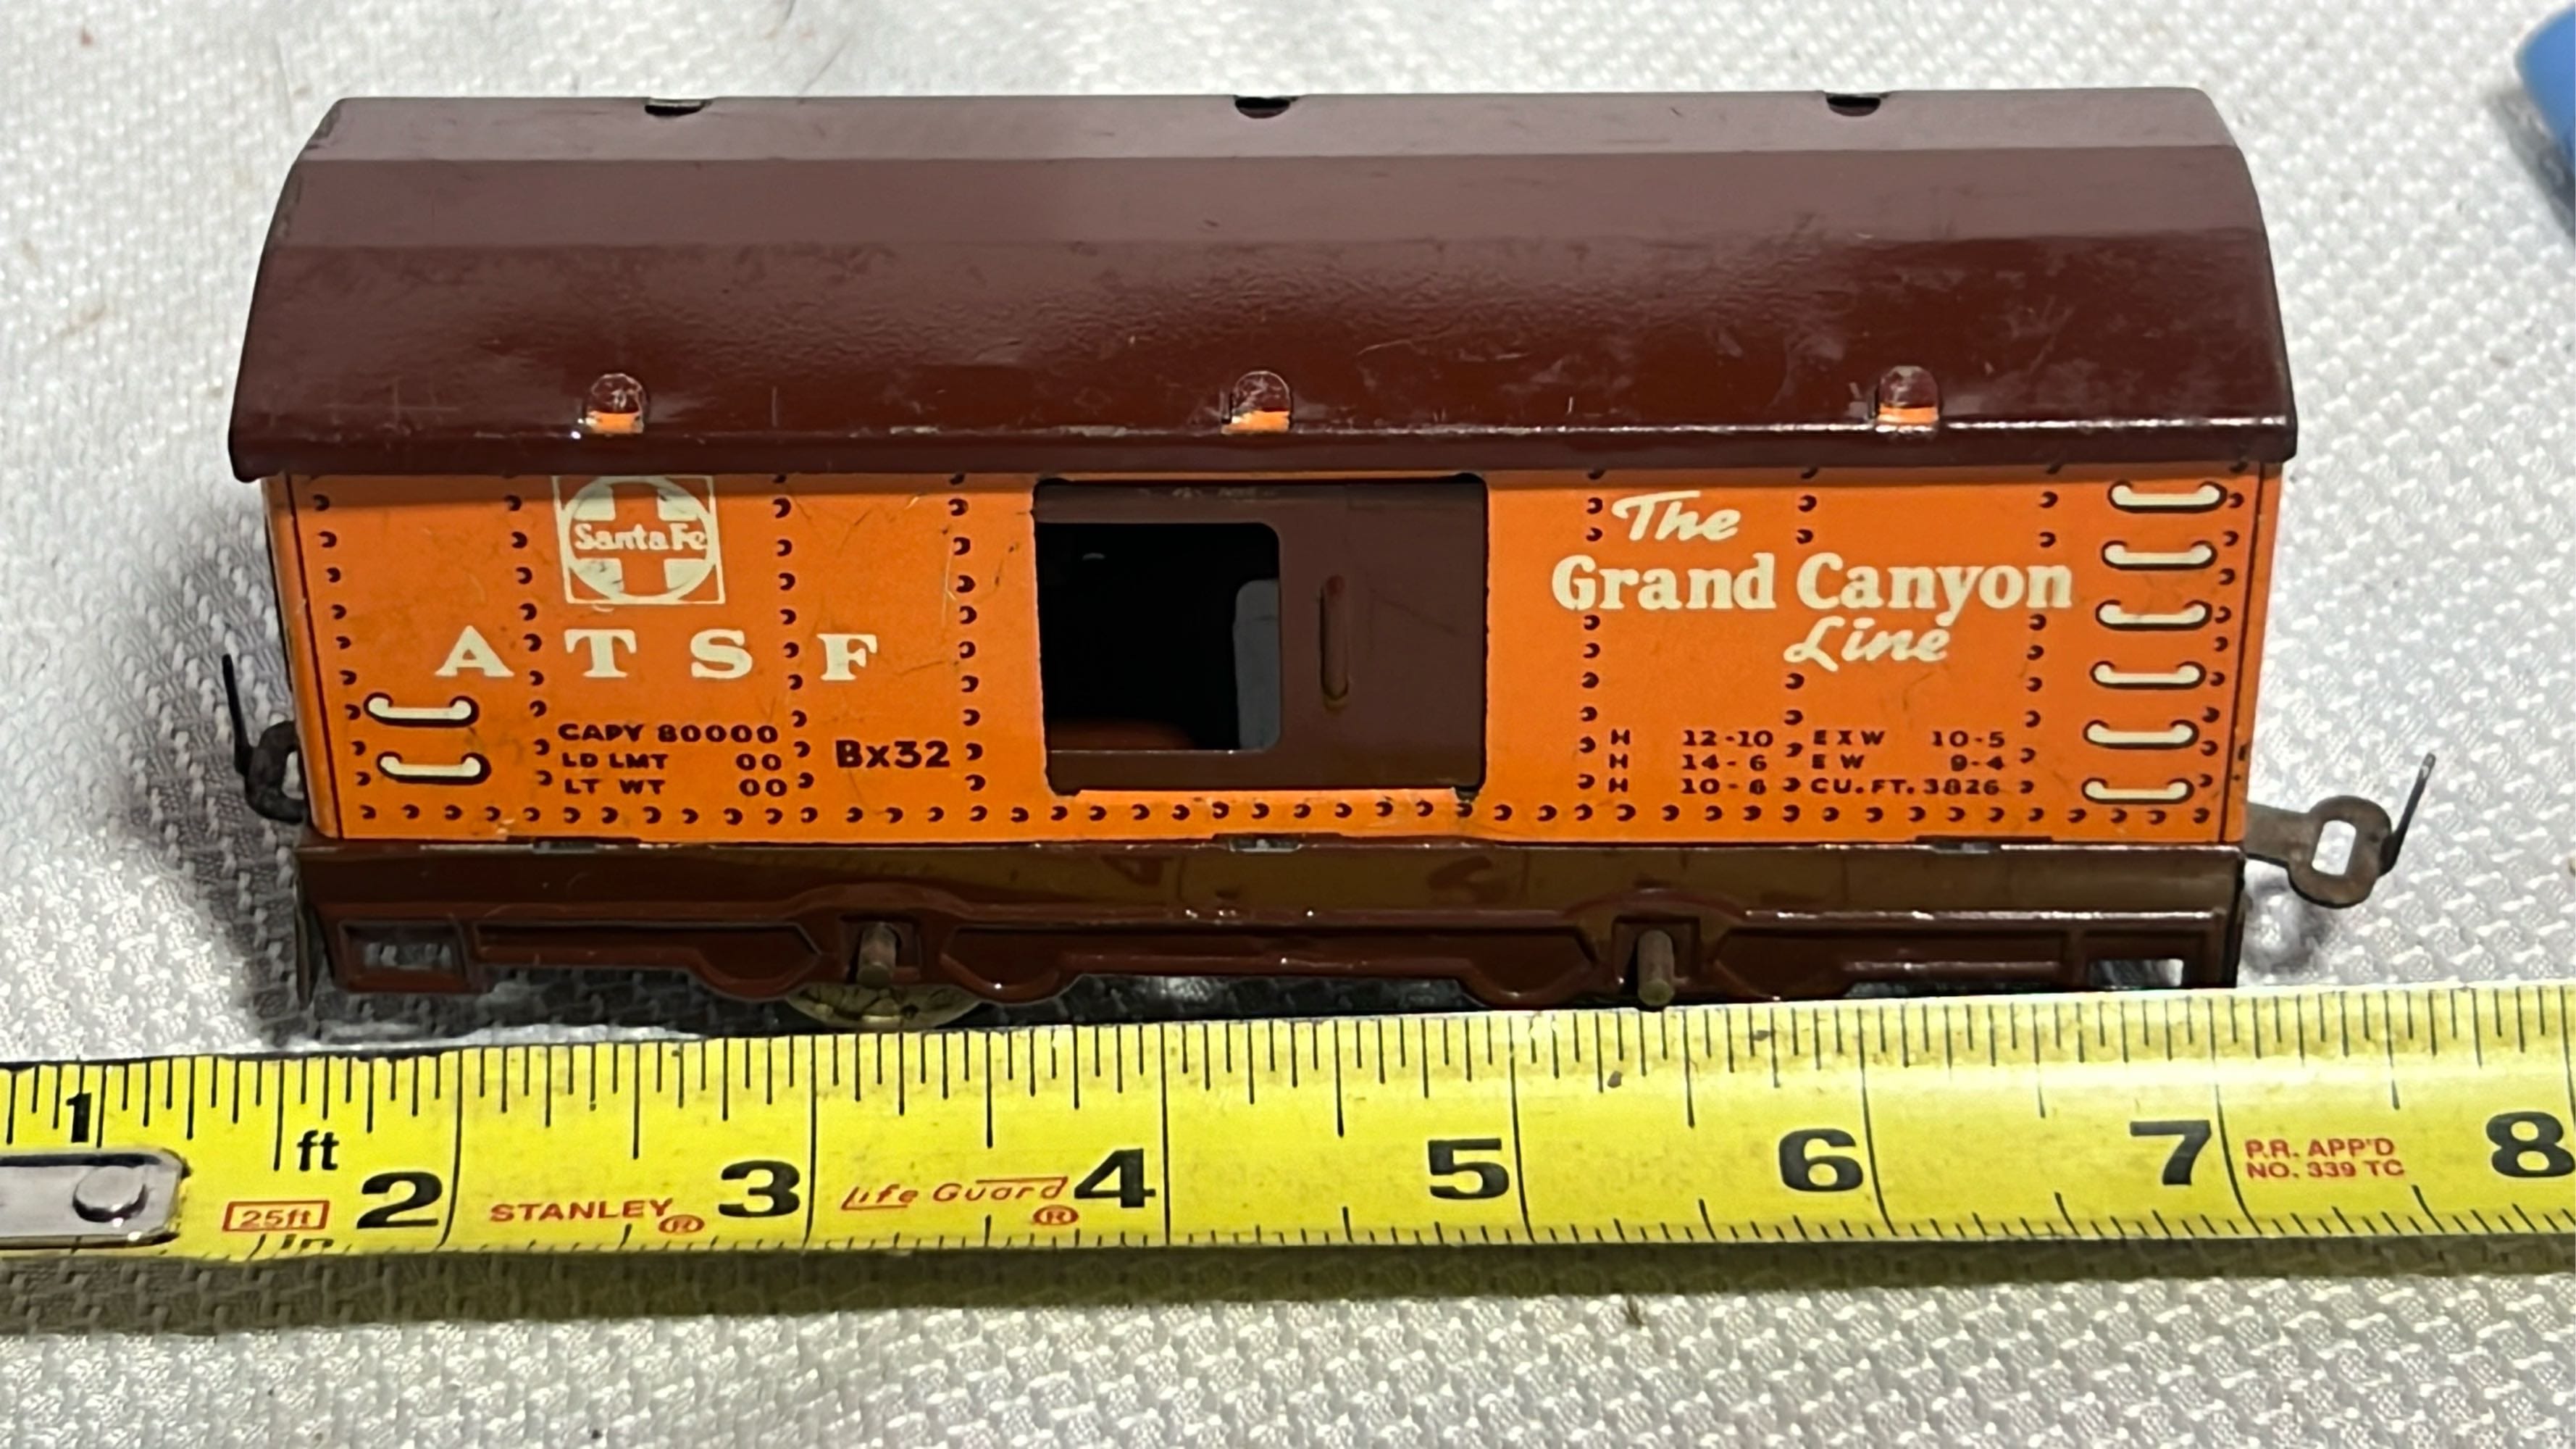 Santa Fe
A T S F
CAPY 80000
LD LMT 00
LT WT 00
Bx32
The
Grand Canyon
Line
H 12-10 EXW 10-5
H 14-6 EW 9-4
H 10-6 CU.FT. 3826
1 ft 2 3 4 5 6 7 8
25ft STANLEY® Life Guard® P.R. APP'D
NO. 339 TC
in